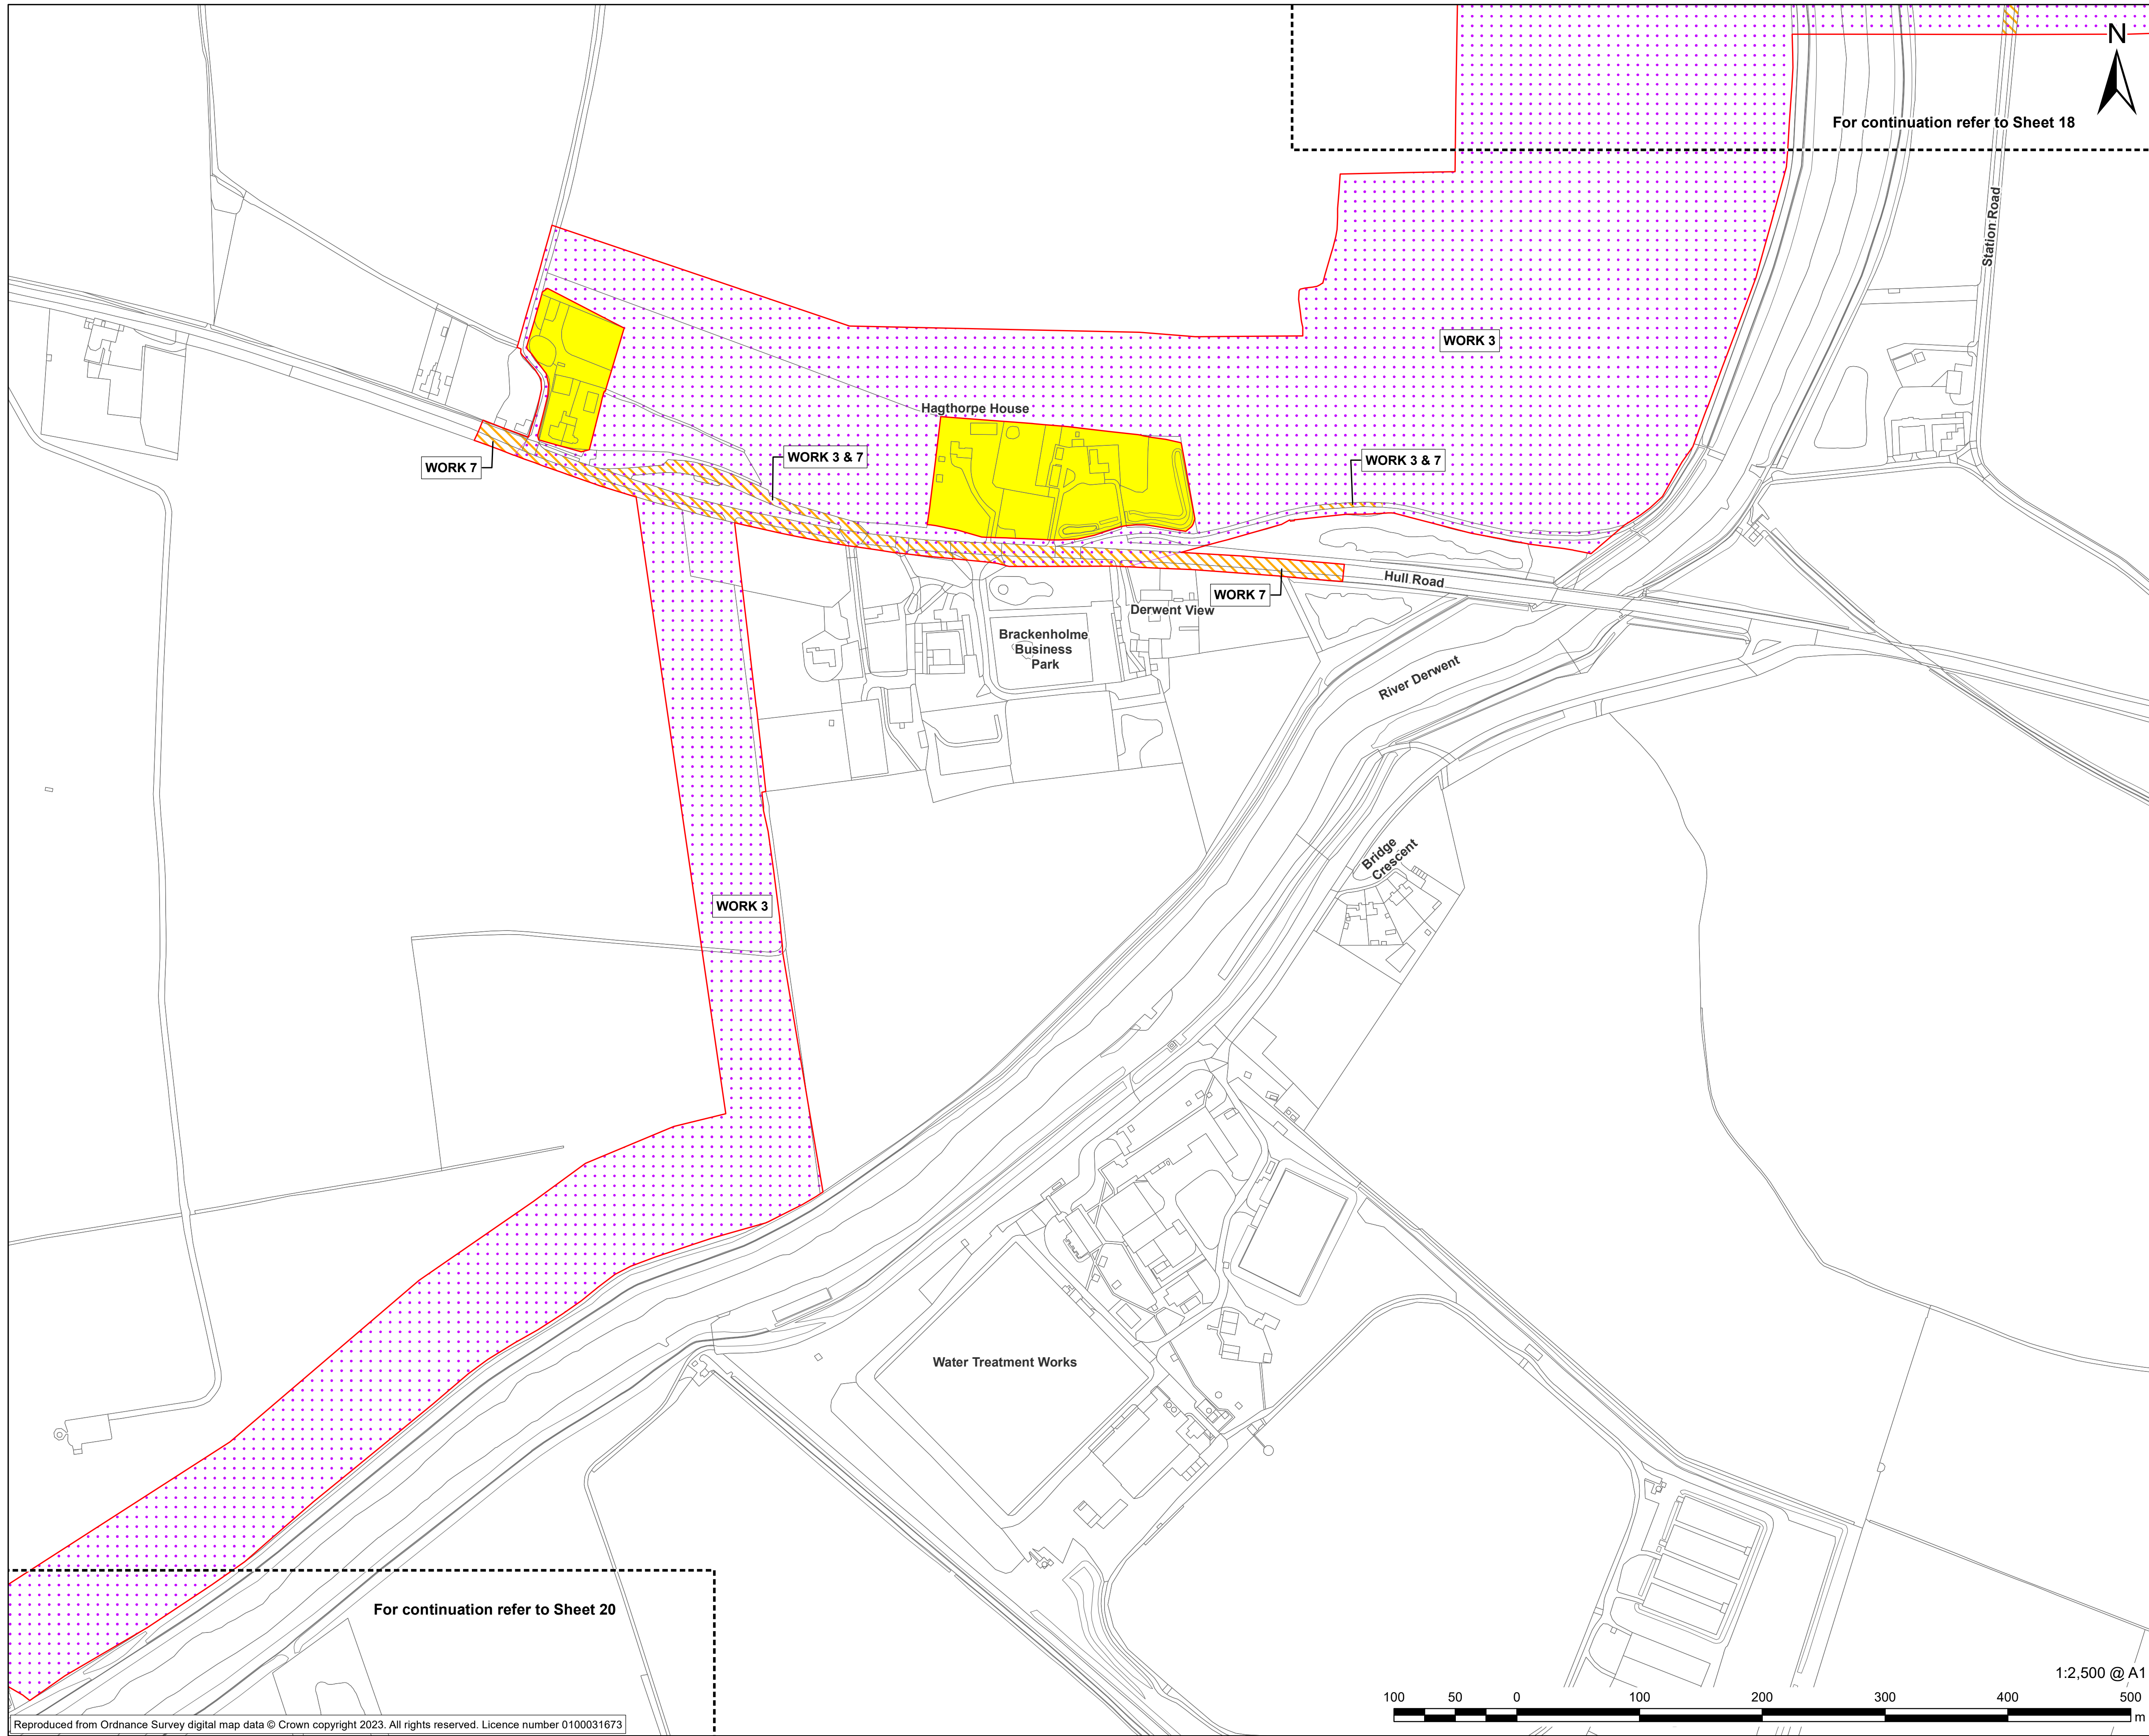 N
For continuation refer to Sheet 18
Station Road
WORK 3
Hagthorpe House
WORK 3 & 7
WORK 3 & 7
WORK 7
Hull Road
WORK 7
Derwent View
Brackenholme
Business
Park
River Derwent
Bridge
Crescent
WORK 3
Water Treatment Works
For continuation refer to Sheet 20
1:2,500 @ A1
100 50 0 100 200 300 400 500
m
Reproduced from Ordnance Survey digital map data © Crown copyright 2023. All rights reserved. Licence number 0100031673